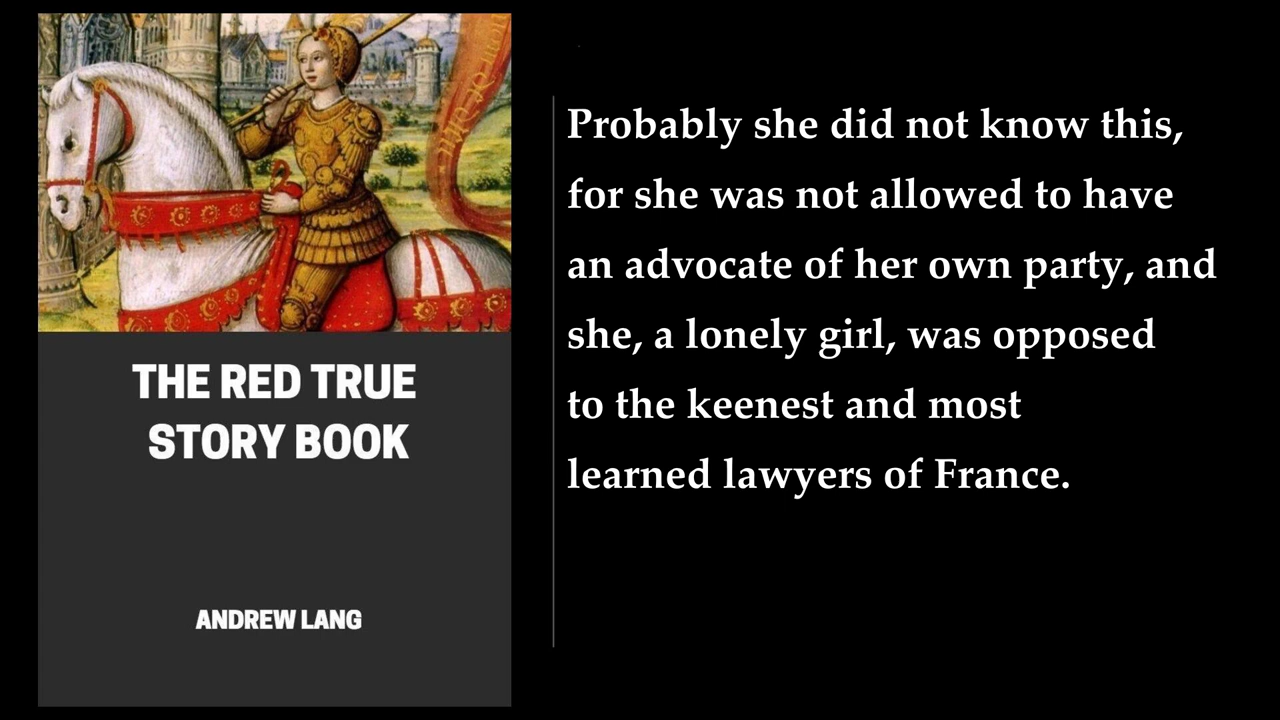 THE RED TRUE
STORY BOOK
ANDREW LANG
Probably she did not know this,
for she was not allowed to have
an advocate of her own party, and
she, a lonely girl, was opposed
to the keenest and most
learned lawyers of France.